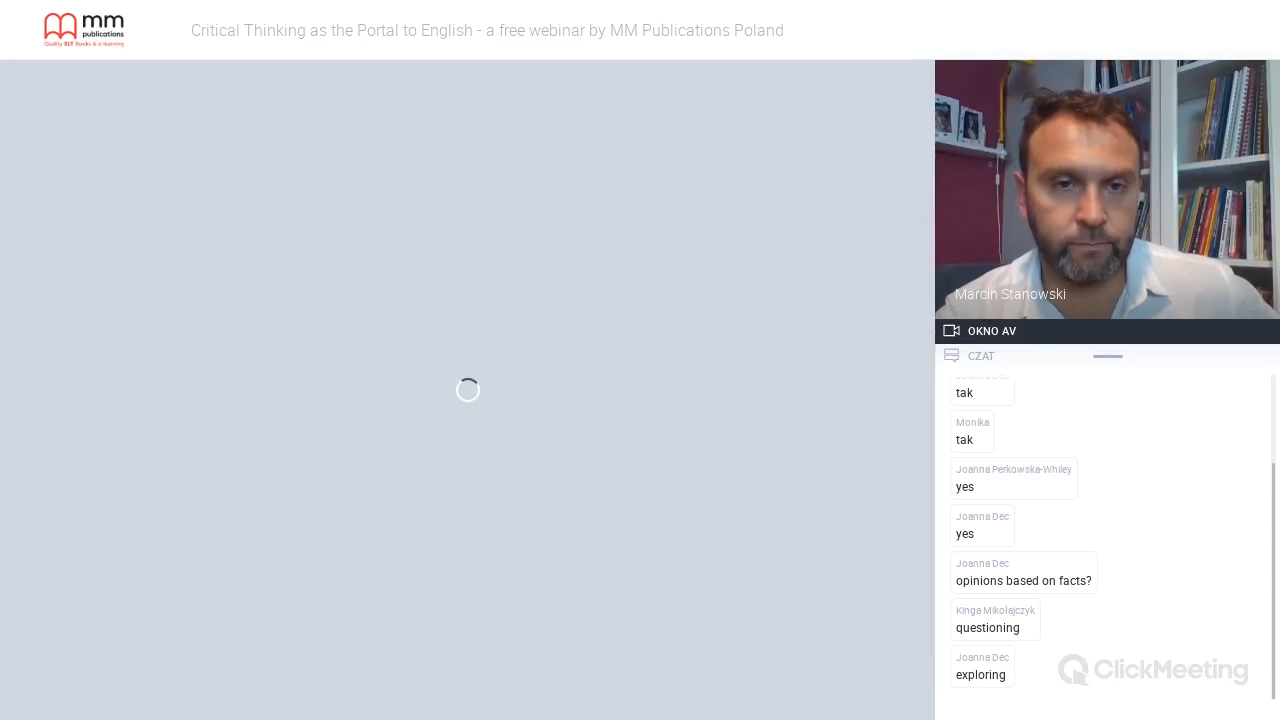 mm
publications
Quality ELT Books & e-learning
Critical Thinking as the Portal to English - a free webinar by MM Publications Poland
Marcin Stanowski
OKNO AV
CZAT
Joanna Dec
tak
Monika
tak
Joanna Perkowska-Whiley
yes
Joanna Dec
yes
Joanna Dec
opinions based on facts?
Kinga Mikołajczyk
questioning
Joanna Dec
exploring
ClickMeeting